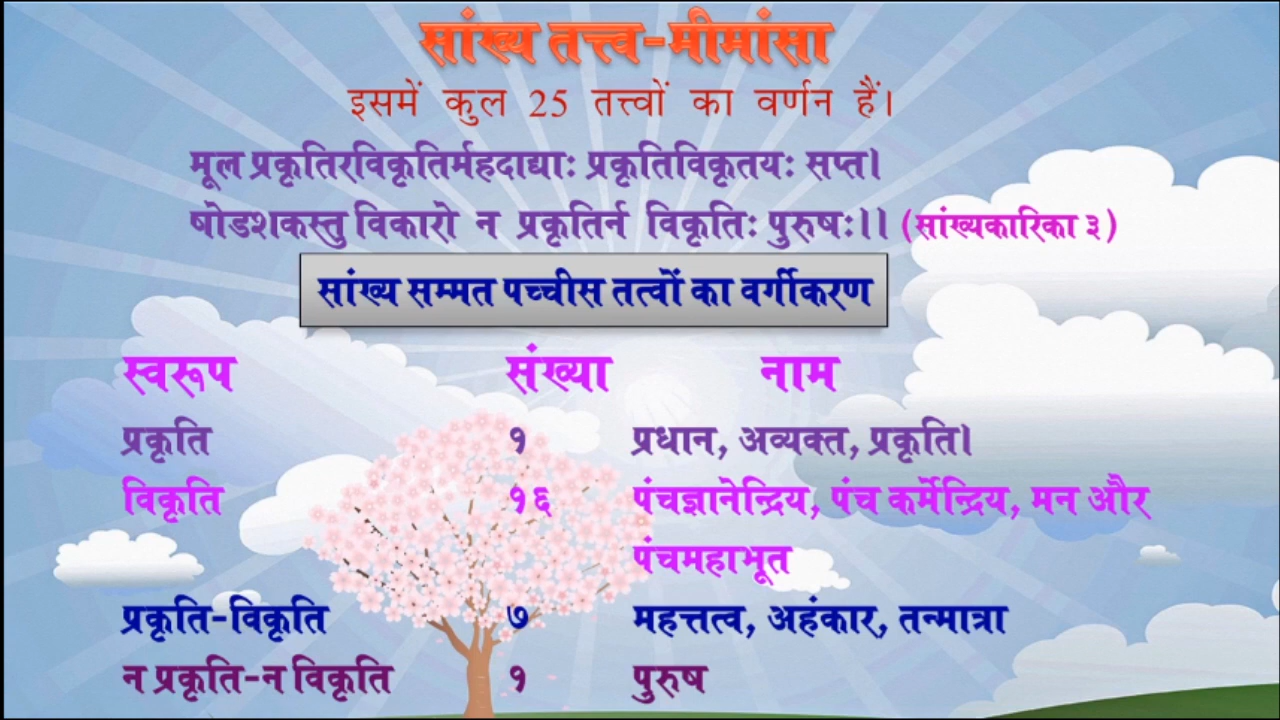 सांख्य तत्त्व-मीमांसा
इसमें कुल 25 तत्त्वों का वर्णन हैं।
मूल प्रकृतिरविकृतिर्महदाद्याः प्रकृतिविकृतयः सप्त।
षोडशकस्तु विकारो न प्रकृतिर्न विकृतिः पुरुषः।। (सांख्यकारिका ३)
सांख्य सम्मत पच्चीस तत्वों का वर्गीकरण
स्वरूप संख्या नाम
प्रकृति १ प्रधान, अव्यक्त, प्रकृति।
विकृति १६ पंचज्ञानेन्द्रिय, पंच कर्मेन्द्रिय, मन और
पंचमहाभूत
प्रकृति-विकृति ७ महत्तत्व, अहंकार, तन्मात्रा
न प्रकृति-न विकृति १ पुरुष